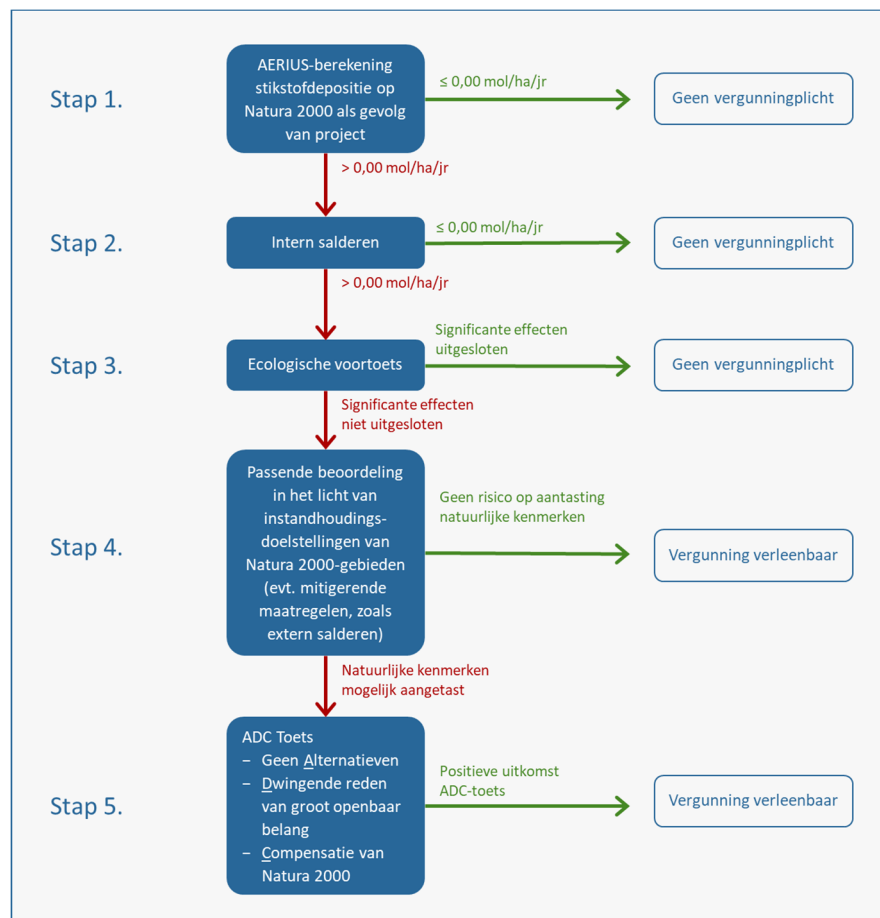 Stap 1.
AERIUS-berekening
stikstofdepositie op
Natura 2000 als gevolg
van project
≤ 0,00 mol/ha/jr
Geen vergunningplicht
> 0,00 mol/ha/jr
Stap 2.
Intern salderen
≤ 0,00 mol/ha/jr
Geen vergunningplicht
> 0,00 mol/ha/jr
Stap 3.
Ecologische voortoets
Significante effecten
uitgesloten
Geen vergunningplicht
Significante effecten
niet uitgesloten
Stap 4.
Passende beoordeling
in het licht van
instandhoudings-
doelstellingen van
Natura 2000-gebieden
(evt. mitigerende
maatregelen, zoals
extern salderen)
Geen risico op aantasting
natuurlijke kenmerken
Vergunning verleenbaar
Natuurlijke kenmerken
mogelijk aangetast
Stap 5.
ADC Toets
– Geen Alternatieven
– Dwingende reden
van groot openbaar
belang
– Compensatie van
Natura 2000
Positieve uitkomst
ADC-toets
Vergunning verleenbaar